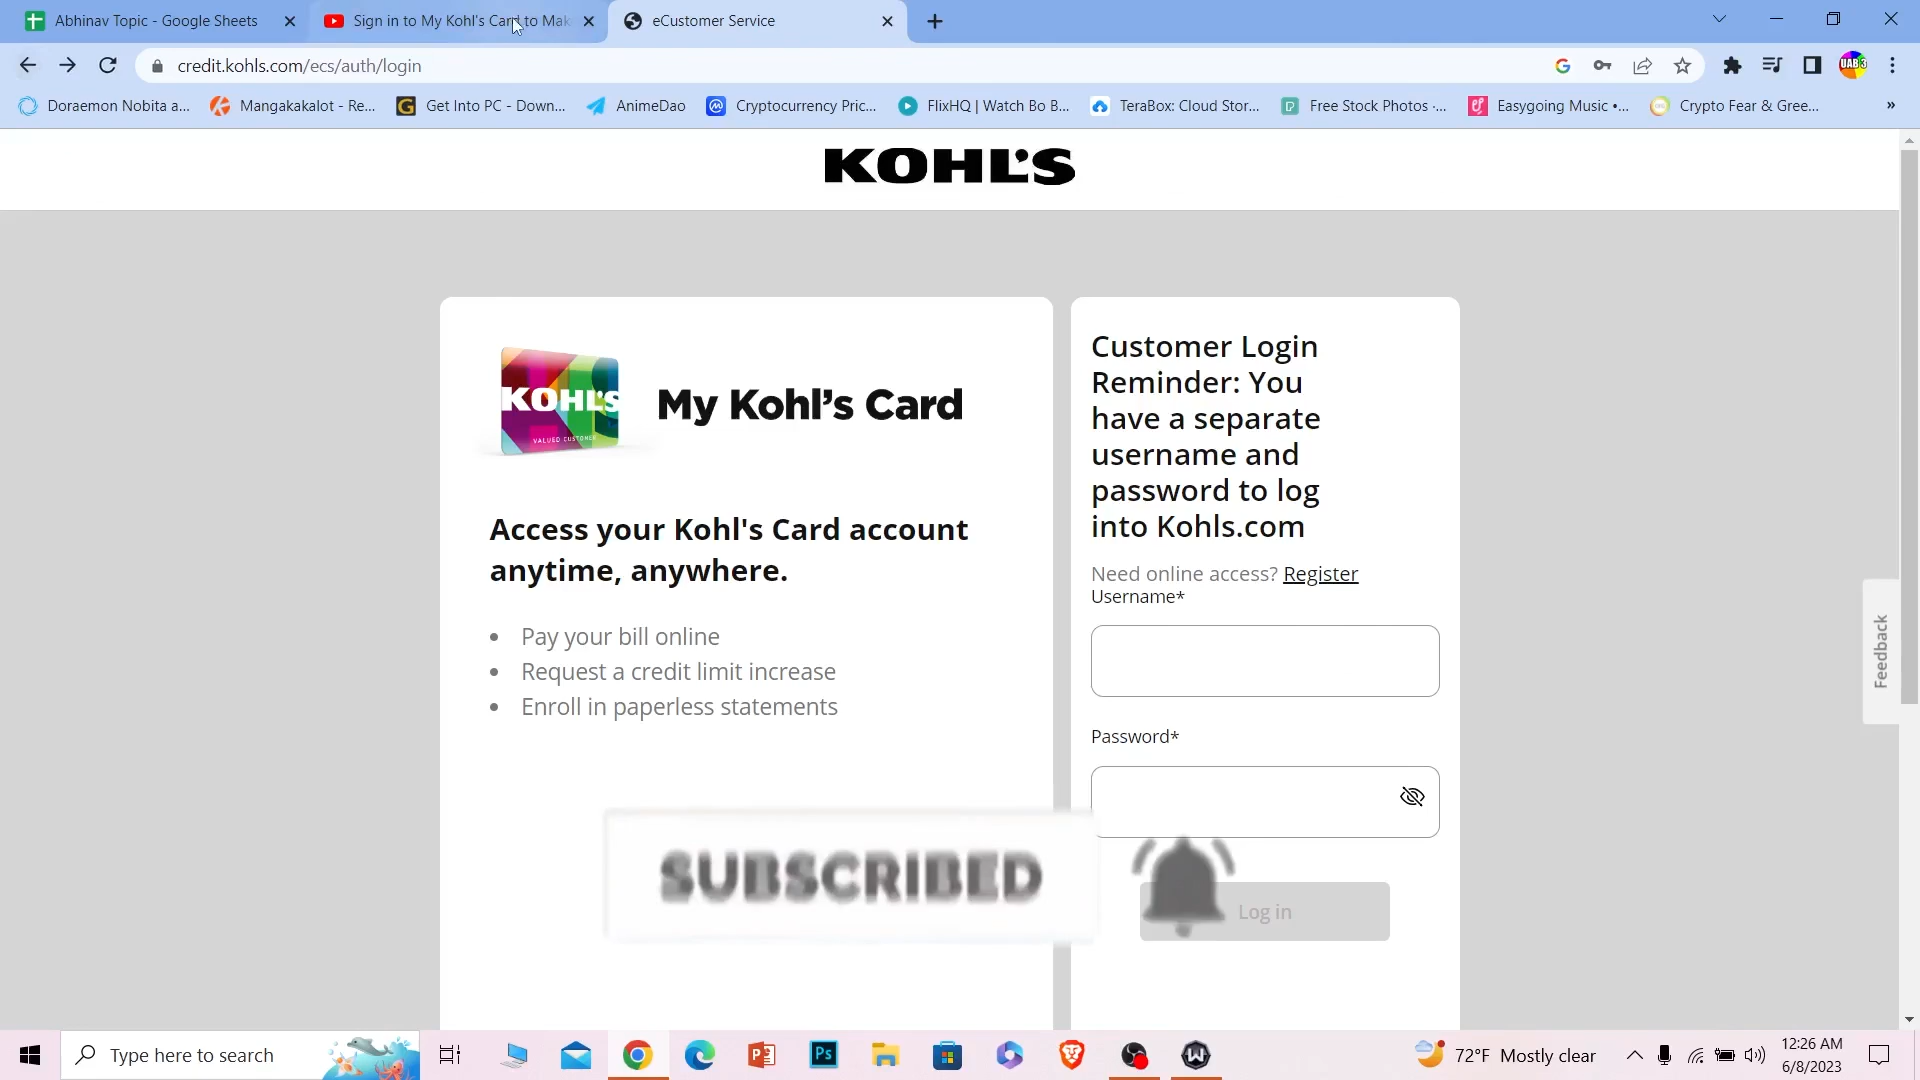 Abhinav Topic - Google Sheets
Sign in to My Kohl's Card to Mak
eCustomer Service
credit.kohls.com/ecs/auth/login
UAB 3
Doraemon Nobita a...
Mangakakalot - Re...
Get Into PC - Down...
AnimeDao
Cryptocurrency Pric...
FlixHQ | Watch Bo B...
TeraBox: Cloud Stor...
Free Stock Photos ·...
Easygoing Music •...
Crypto Fear & Gree...
»
KOHL'S
KOHL'S
VALUED CUSTOMER
My Kohl's Card
Access your Kohl's Card account
anytime, anywhere.
• Pay your bill online
• Request a credit limit increase
• Enroll in paperless statements
Customer Login
Reminder: You
have a separate
username and
password to log
into Kohls.com
Need online access? Register
Username*
Password*
Log in
Feedback
SUBSCRIBED
Type here to search
Ps
72°F Mostly clear
12:26 AM
6/8/2023